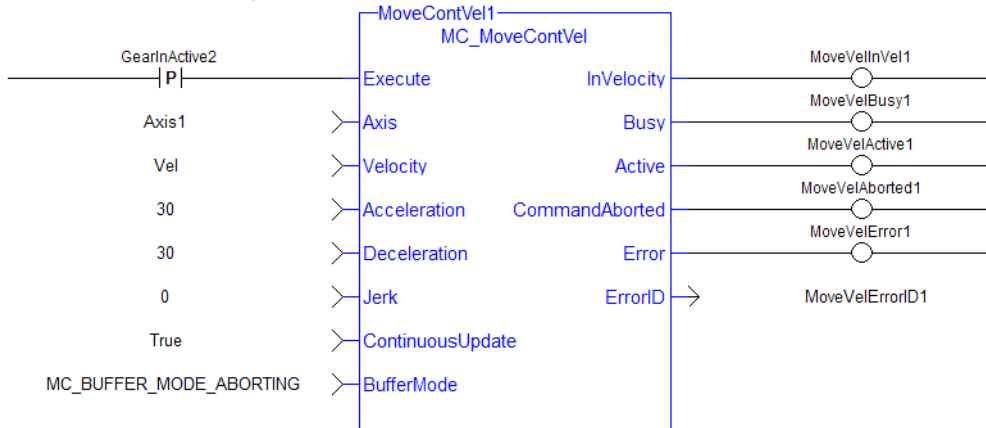 MoveContVel1
MC_MoveContVel
GearInActive2
P
Execute
InVelocity
MoveVelInVel1
Axis1
Axis
Busy
MoveVelBusy1
Vel
Velocity
Active
MoveVelActive1
30
Acceleration
CommandAborted
MoveVelAborted1
30
Deceleration
Error
MoveVelError1
0
Jerk
ErrorID
MoveVelErrorID1
True
ContinuousUpdate
MC_BUFFER_MODE_ABORTING
BufferMode